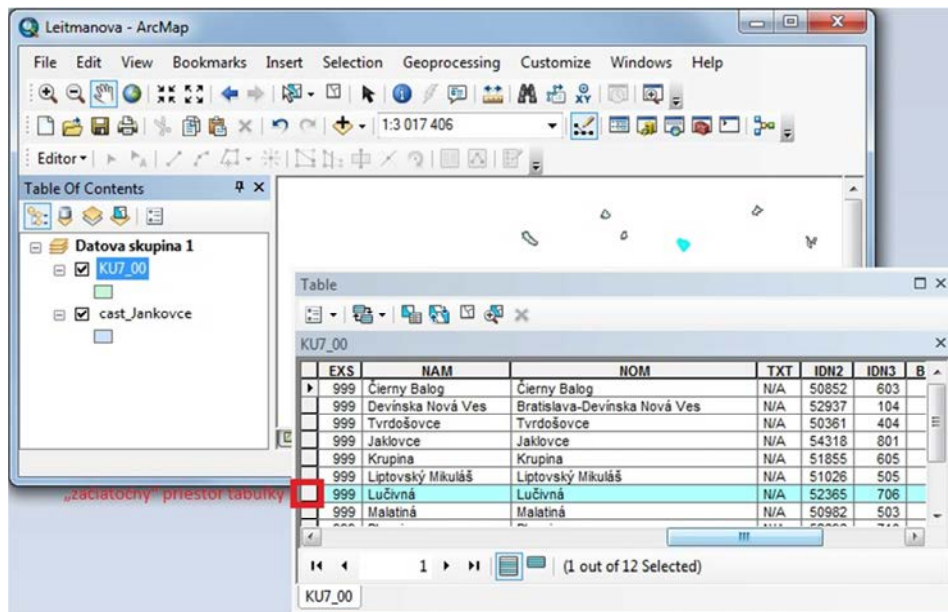 Leitmanova - ArcMap
File Edit View Bookmarks Insert Selection Geoprocessing Customize Windows Help
1:3 017 406
Editor
Table Of Contents
Datova skupina 1
KU7_00
cast_Jankovce
Table
KU7_00
EXS NAM NOM TXT IDN2 IDN3 B
999 Čierny Balog Čierny Balog N/A 50852 603
999 Devínska Nová Ves Bratislava-Devínska Nová Ves N/A 52937 104
999 Tvrdošovce Tvrdošovce N/A 50361 404
999 Jaklovce Jaklovce N/A 54318 801
999 Krupina Krupina N/A 51855 605
999 Liptovský Mikuláš Liptovský Mikuláš N/A 51026 505
„začiatočný" priestor tabuľky
999 Lučivná Lučivná N/A 52365 706
999 Malatiná Malatiná N/A 50982 503
1
(1 out of 12 Selected)
KU7_00